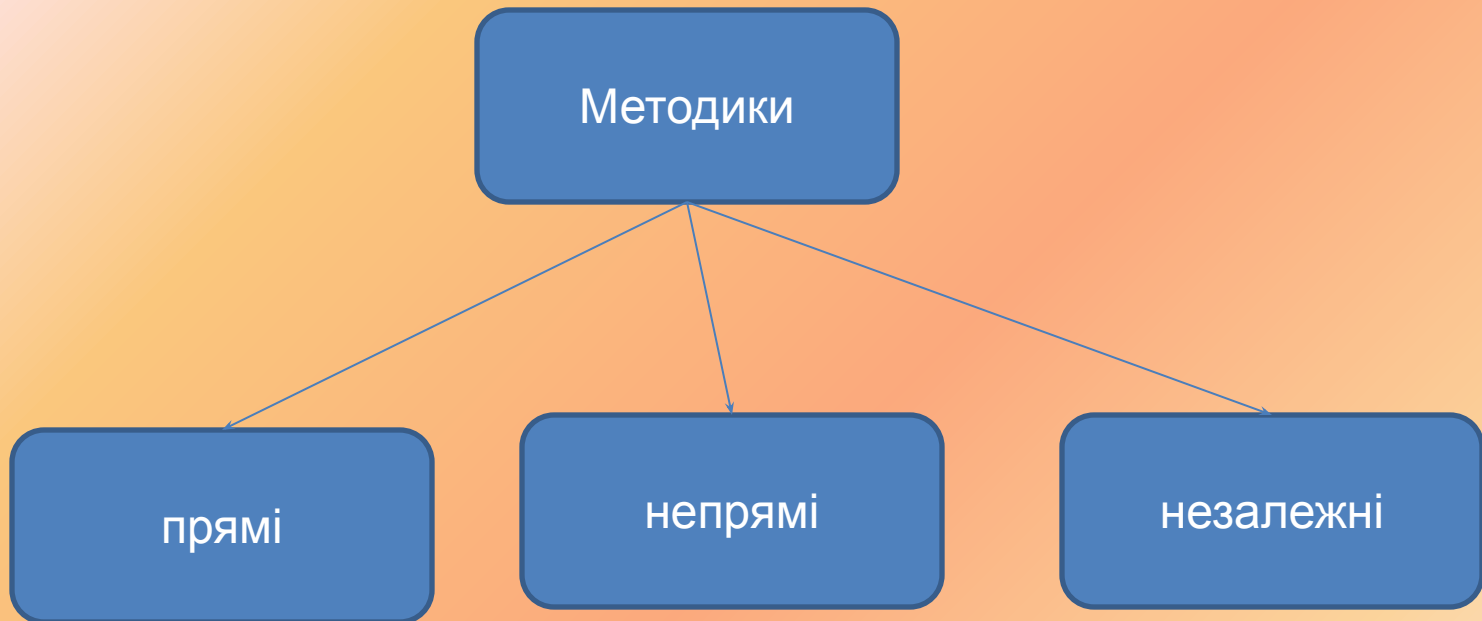 Методики
прямі
непрямі
незалежні